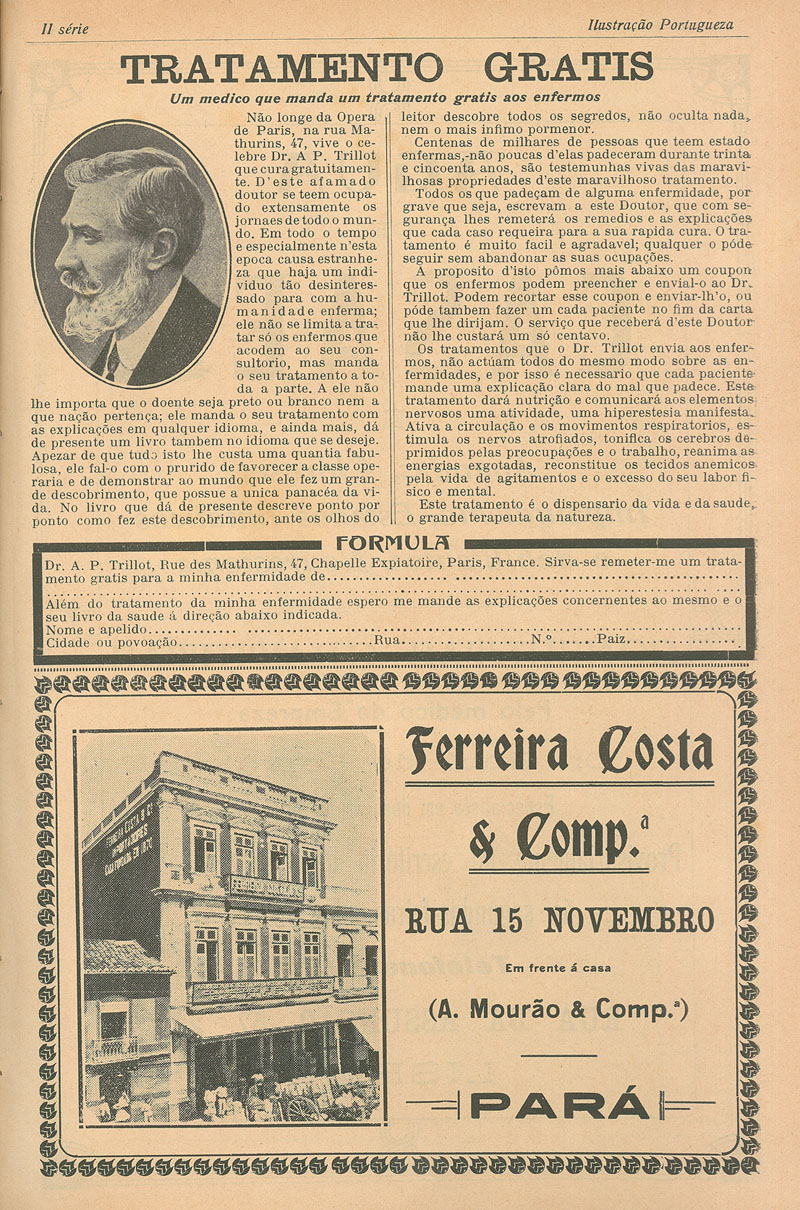 II série
Ilustração Portugueza
TRATAMENTO GRATIS
Um medico que manda um tratamento gratis aos enfermos
Não longe da Opera
de Paris, na rua Ma-
thurins, 47, vive o ce-
lebre Dr. A P. Trillot
que cura gratuitamen-
te. D'este afamado
doutor se teem ocupa-
do extensamente os
jornaes de todo o mun-
do. Em todo o tempo
e especialmente n'esta
epoca causa estranhe-
za que haja um indi-
viduo tão desinteres-
sado para com a hu-
manidade enferma;
ele não se limita a tra-
tar só os enfermos que
acodem ao seu con-
sultorio, mas manda
o seu tratamento a to-
da a parte. A ele não
lhe importa que o doente seja preto ou branco nem a
que nação pertença; ele manda o seu tratamento com
as explicações em qualquer idioma, e ainda mais, dá
de presente um livro tambem no idioma que se deseje.
Apezar de que tudo isto lhe custa uma quantia fabu-
losa, ele fal-o com o prurido de favorecer a classe ope-
raria e de demonstrar ao mundo que ele fez um gran-
de descobrimento, que possue a unica panacéa da vi-
da. No livro que dá de presente descreve ponto por
ponto como fez este descobrimento, ante os olhos do
leitor descobre todos os segredos, não oculta nada,
nem o mais infimo pormenor.
Centenas de milhares de pessoas que teem estado
enfermas,-não poucas d'elas padeceram durante trinta
e cincoenta anos, são testemunhas vivas das maravi-
lhosas propriedades d'este maravilhoso tratamento.
Todos os que padeçam de alguma enfermidade, por
grave que seja, escrevam a este Doutor, que com se-
gurança lhes remeterá os remedios e as explicações
que cada caso requeira para a sua rapida cura. O tra-
tamento é muito facil e agradavel; qualquer o póde
seguir sem abandonar as suas ocupações.
A proposito d'isto pômos mais abaixo um coupon
que os enfermos podem preencher e envial-o ao Dr.
Trillot. Podem recortar esse coupon e enviar-lh'o, ou
póde tambem fazer um cada paciente no fim da carta
que lhe dirijam. O serviço que receberá d'este Doutor
não lhe custará um só centavo.
Os tratamentos que o Dr. Trillot envia aos enfer-
mos, não actúam todos do mesmo modo sobre as en-
fermidades, e por isso é necessario que cada paciente
mande uma explicação clara do mal que padece. Este
tratamento dará nutrição e comunicará aos elementos
nervosos uma atividade, uma hiperestesia manifesta.
Ativa a circulação e os movimentos respiratorios, es-
timula os nervos atrofiados, tonifica os cerebros de-
primidos pelas preocupações e o trabalho, reanima as
energias exgotadas, reconstitue os tecidos anemicos
pela vida de agitamentos e o excesso do seu labor fi-
sico e mental.
Este tratamento é o dispensario da vida e da saude,
o grande terapeuta da natureza.
FORMULA
Dr. A. P. Trillot, Rue des Mathurins, 47, Chapelle Expiatoire, Paris, France. Sirva-se remeter-me um trata-
mento gratis para a minha enfermidade de
Além do tratamento da minha enfermidade espero me mande as explicações concernentes ao mesmo e o
seu livro da saude á direção abaixo indicada.
Nome e apelido
Cidade ou povoação Rua N.º Paiz
FERREIRA COSTA & Cª
IMPORTADORES
CASA FUNDADA EM 1870
Ferreira Costa
& Comp.ª
RUA 15 NOVEMBRO
Em frente á casa
(A. Mourão & Comp.ª)
PARÁ